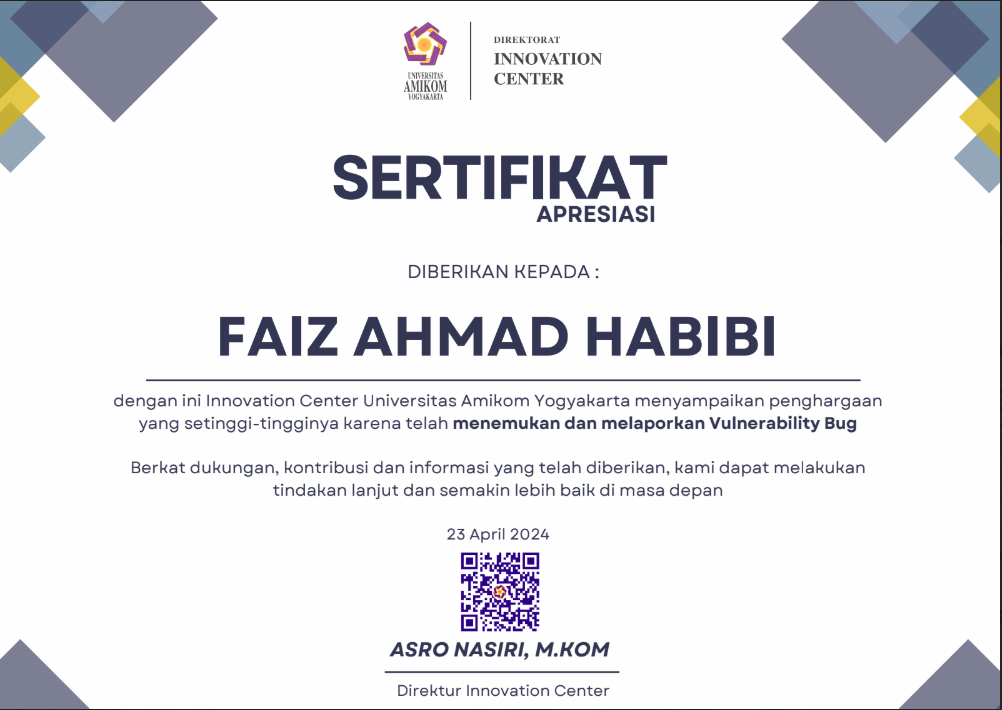 UNIVERSITAS
AMIKOM
YOGYAKARTA
DIREKTORAT
INNOVATION
CENTER
SERTIFIKAT
APRESIASI
DIBERIKAN KEPADA :
FAIZ AHMAD HABIBI
dengan ini Innovation Center Universitas Amikom Yogyakarta menyampaikan penghargaan
yang setinggi-tingginya karena telah menemukan dan melaporkan Vulnerability Bug
Berkat dukungan, kontribusi dan informasi yang telah diberikan, kami dapat melakukan
tindakan lanjut dan semakin lebih baik di masa depan
23 April 2024
ASRO NASIRI, M.KOM
Direktur Innovation Center